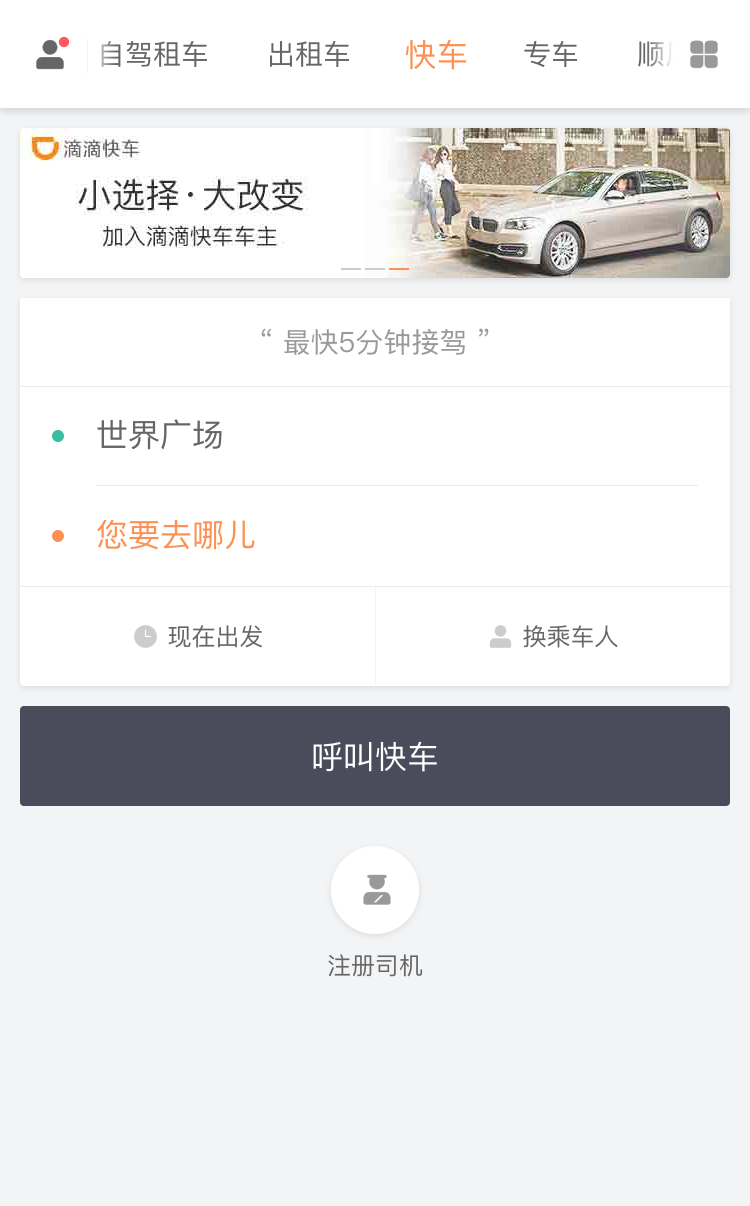 自驾租车 出租车 快车 专车 顺
滴滴快车
小选择·大改变
加入滴滴快车车主
“ 最快5分钟接驾 ”
世界广场
您要去哪儿
现在出发 换乘车人
呼叫快车
注册司机